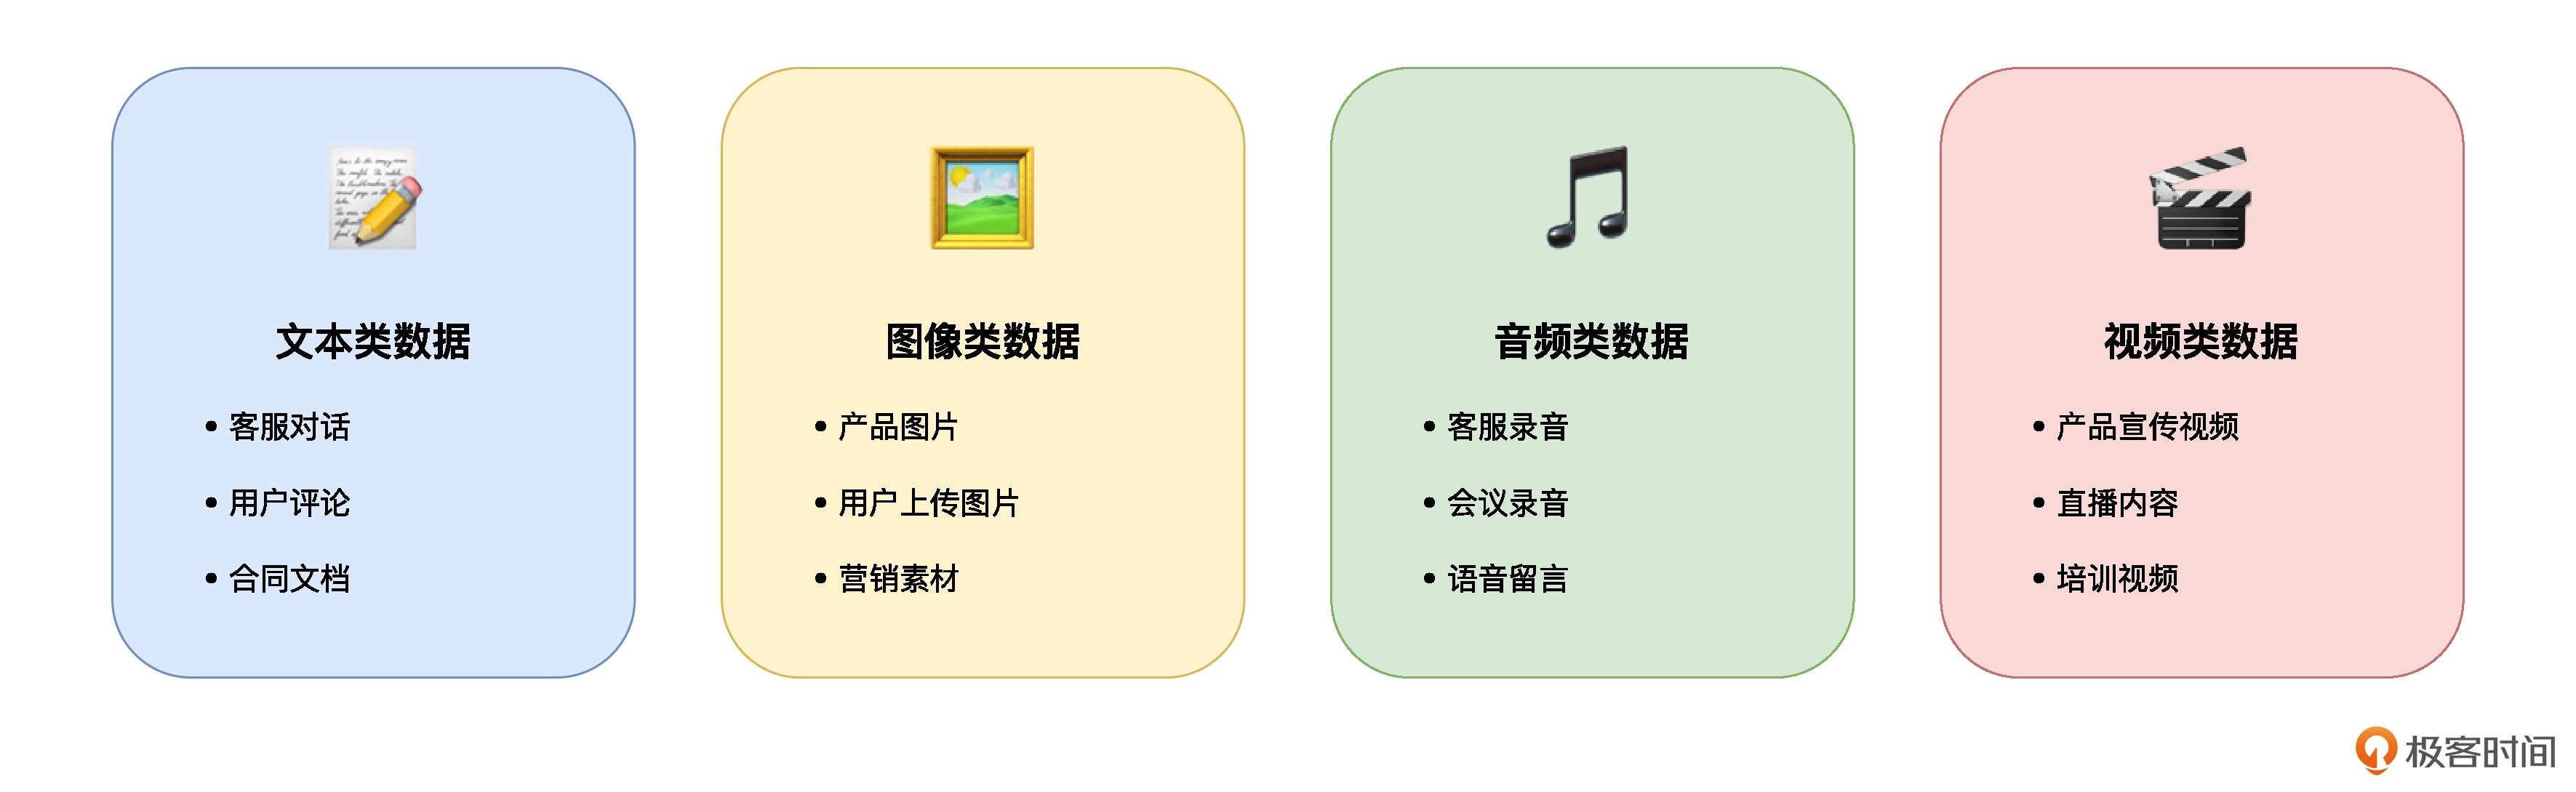 文本类数据
• 客服对话
• 用户评论
• 合同文档
图像类数据
• 产品图片
• 用户上传图片
• 营销素材
音频类数据
• 客服录音
• 会议录音
• 语音留言
视频类数据
• 产品宣传视频
• 直播内容
• 培训视频
极客时间